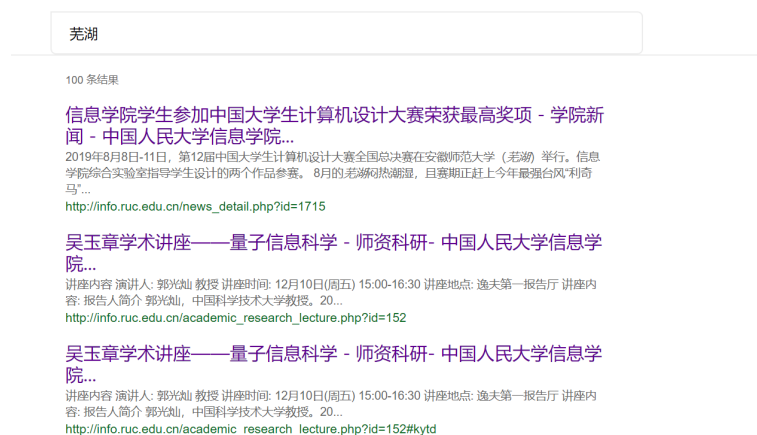 芜湖
100 条结果
信息学院学生参加中国大学生计算机设计大赛荣获最高奖项 - 学院新
闻 - 中国人民大学信息学院...
2019年8月8日-11日，第12届中国大学生计算机设计大赛全国总决赛在安徽师范大学（芜湖）举行。信息
学院综合实验室指导学生设计的两个作品参赛。 8月的芜湖闷热潮湿，且赛期正赶上今年最强台风“利奇
马”...
http://info.ruc.edu.cn/news_detail.php?id=1715
吴玉章学术讲座——量子信息科学 - 师资科研- 中国人民大学信息学
院...
讲座内容 演讲人: 郭光灿 教授 讲座时间: 12月10日(周五) 15:00-16:30 讲座地点: 逸夫第一报告厅 讲座内
容: 报告人简介 郭光灿，中国科学技术大学教授。20...
http://info.ruc.edu.cn/academic_research_lecture.php?id=152
吴玉章学术讲座——量子信息科学 - 师资科研- 中国人民大学信息学
院...
讲座内容 演讲人: 郭光灿 教授 讲座时间: 12月10日(周五) 15:00-16:30 讲座地点: 逸夫第一报告厅 讲座内
容: 报告人简介 郭光灿，中国科学技术大学教授。20...
http://info.ruc.edu.cn/academic_research_lecture.php?id=152#kytd